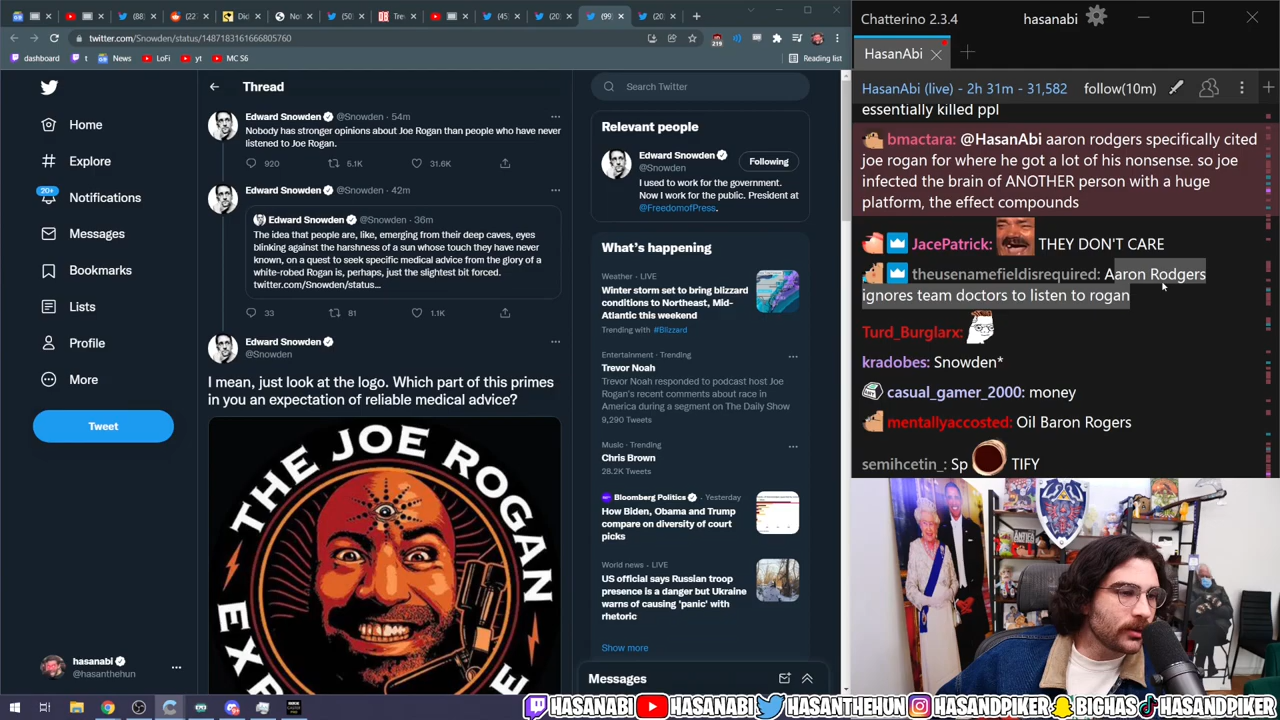 twitter.com/Snowden/status/1487183161666805760
Reading list
dashboard
t
News
LoFi
yt
MC S6
Home
Explore
20+
Notifications
Messages
Bookmarks
Lists
Profile
More
Tweet
hasanabi
@hasanthehun
Thread
Edward Snowden @Snowden · 54m
Nobody has stronger opinions about Joe Rogan than people who have never
listened to Joe Rogan.
920 5.1K 31.6K
Edward Snowden @Snowden · 42m
Edward Snowden @Snowden · 36m
The idea that people are, like, emerging from their deep caves, eyes
blinking against the harshness of a sun whose touch they have never
known, on a quest to seek specific medical advice from the glory of a
white-robed Rogan is, perhaps, just the slightest bit forced.
twitter.com/Snowden/status...
33 81 1.1K
Edward Snowden
@Snowden
I mean, just look at the logo. Which part of this primes
in you an expectation of reliable medical advice?
THE JOE ROGAN
Search Twitter
Relevant people
Edward Snowden
@Snowden
Following
I used to work for the government.
Now I work for the public. President at
@FreedomofPress.
What's happening
Weather · LIVE
Winter storm set to bring blizzard
conditions to Northeast, Mid-
Atlantic this weekend
Trending with #Blizzard
Entertainment · Trending
Trevor Noah
Trevor Noah responded to podcast host Joe
Rogan's recent comments about race in
America during a segment on The Daily Show
9,290 Tweets
Music · Trending
Chris Brown
28.2K Tweets
Bloomberg Politics · Yesterday
How Biden, Obama and Trump
compare on diversity of court
picks
World news · LIVE
US official says Russian troop
presence is a danger but Ukraine
warns of causing 'panic' with
rhetoric
Show more
Messages
Chatterino 2.3.4
hasanabi
HasanAbi
HasanAbi (live) - 2h 31m - 31,582
follow(10m)
essentially killed ppl
bmactara: @HasanAbi aaron rodgers specifically cited
joe rogan for where he got a lot of his nonsense. so joe
infected the brain of ANOTHER person with a huge
platform, the effect compounds
JacePatrick: THEY DON'T CARE
theusenamefieldisrequired: Aaron Rodgers
ignores team doctors to listen to rogan
Turd_Burglarx:
kradobes: Snowden*
casual_gamer_2000: money
mentallyaccosted: Oil Baron Rogers
semihcetin_: Sp TIFY
HASANABI HASANABI HASANTHEHUN HASANDPIKER BIGHAS HASANDPIKER